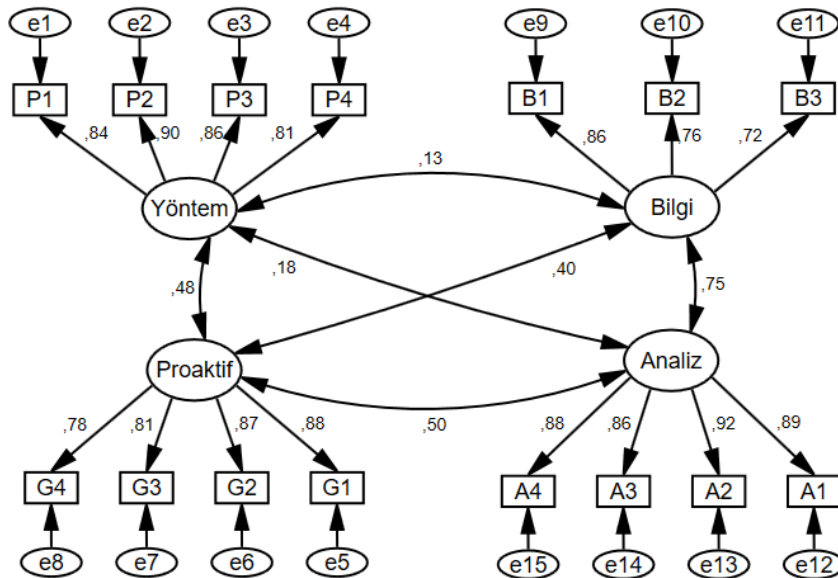 e1 e2 e3 e4 e9 e10 e11
P1 P2 P3 P4 B1 B2 B3
,84 ,90 ,86 ,81 ,86 ,76 ,72
,13
Yöntem Bilgi
,48 ,18 ,40 ,75
Proaktif Analiz
,78 ,81 ,87 ,88 ,50 ,88 ,86 ,92 ,89
G4 G3 G2 G1 A4 A3 A2 A1
e8 e7 e6 e5 e15 e14 e13 e12